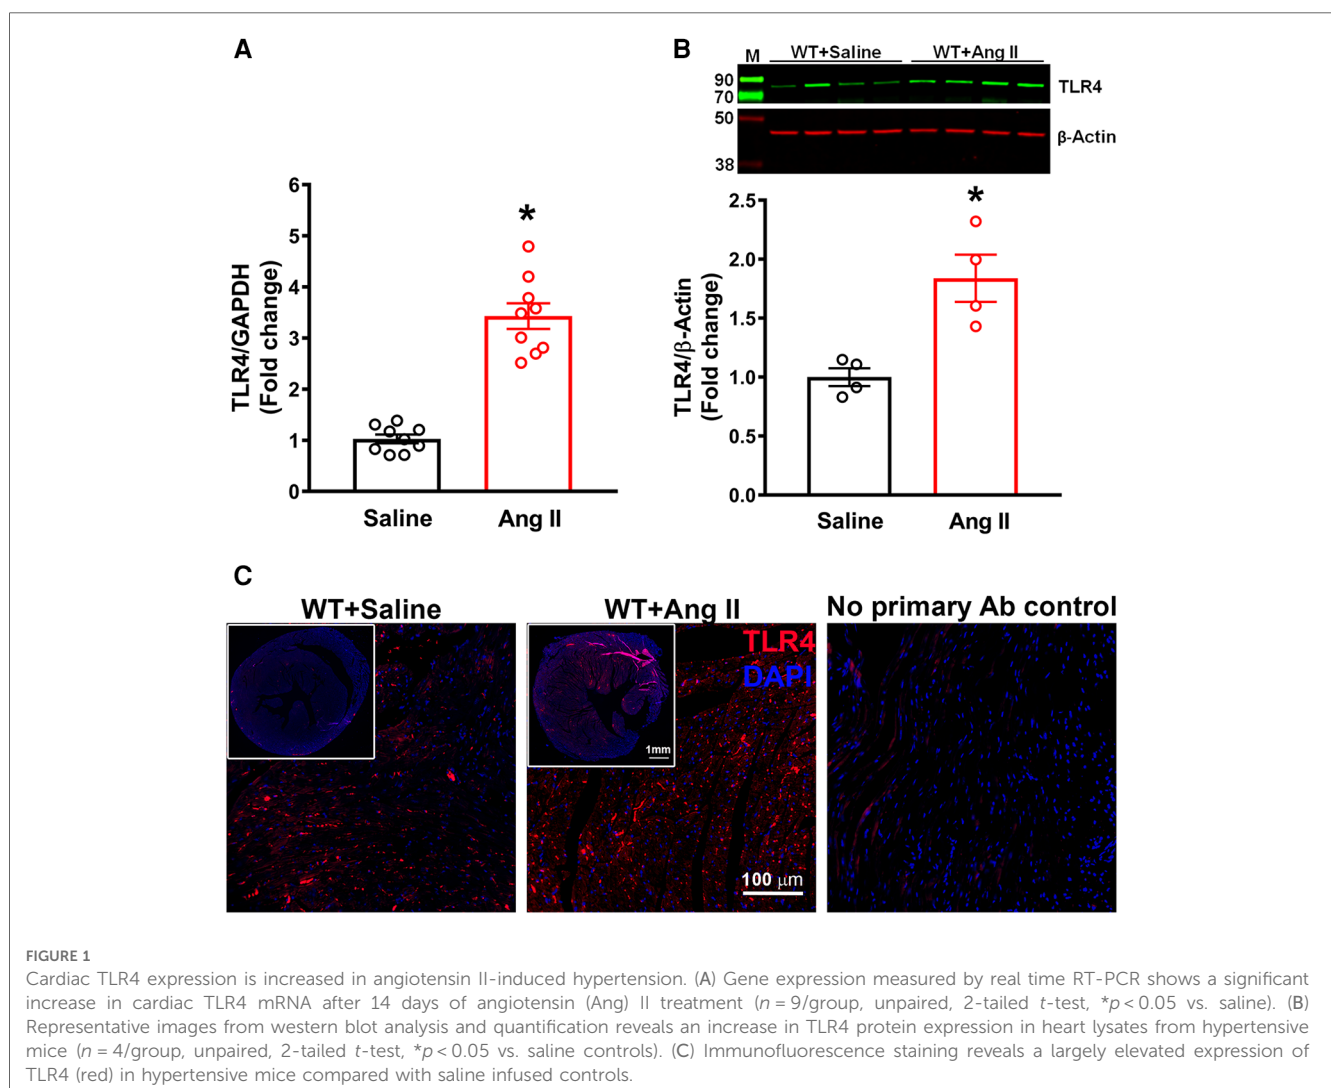 A
TLR4/GAPDH
(Fold change)
6
5
4
3
2
1
0
*
Saline
Ang II
B
M
WT+Saline
WT+Ang II
90
70
TLR4
50
38
β-Actin
TLR4/β-Actin
(Fold change)
2.5
2.0
1.5
1.0
0.5
0.0
*
Saline
Ang II
C
WT+Saline
WT+Ang II
No primary Ab control
TLR4
DAPI
1mm
100 μm
FIGURE 1
Cardiac TLR4 expression is increased in angiotensin II-induced hypertension. (A) Gene expression measured by real time RT-PCR shows a significant
increase in cardiac TLR4 mRNA after 14 days of angiotensin (Ang) II treatment (n = 9/group, unpaired, 2-tailed t-test, *p < 0.05 vs. saline). (B)
Representative images from western blot analysis and quantification reveals an increase in TLR4 protein expression in heart lysates from hypertensive
mice (n = 4/group, unpaired, 2-tailed t-test, *p < 0.05 vs. saline controls). (C) Immunofluorescence staining reveals a largely elevated expression of
TLR4 (red) in hypertensive mice compared with saline infused controls.